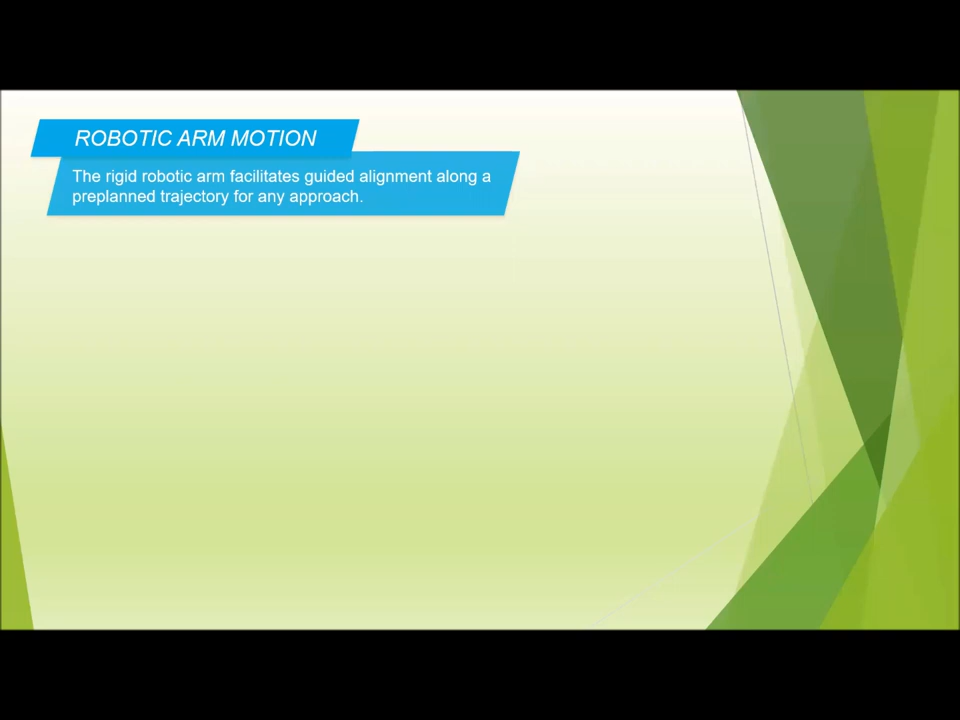 ROBOTIC ARM MOTION
The rigid robotic arm facilitates guided alignment along a
preplanned trajectory for any approach.